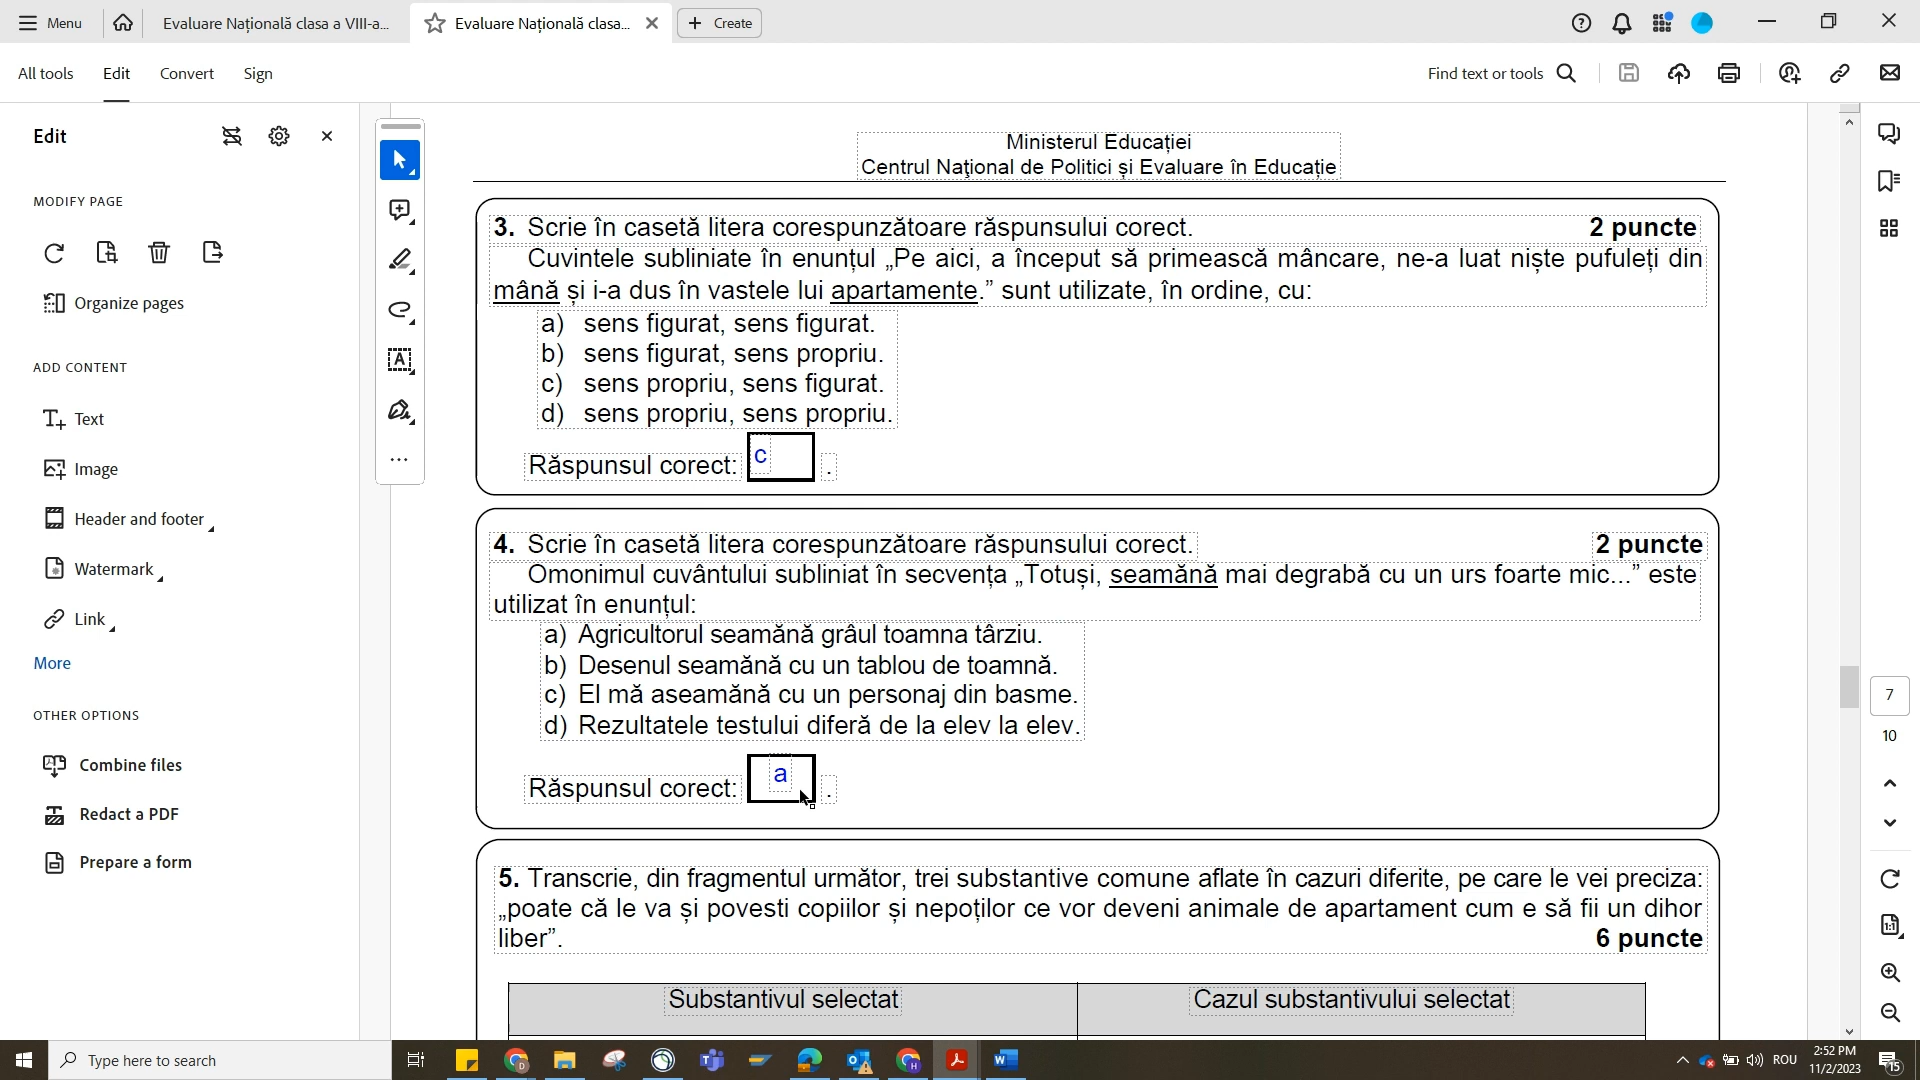 Menu
Evaluare Națională clasa a VIII-a...
Evaluare Națională clasa...
Create
All tools
Edit
Convert
Sign
Find text or tools
Edit
MODIFY PAGE
Organize pages
ADD CONTENT
Text
Image
Header and footer
Watermark
Link
More
OTHER OPTIONS
Combine files
Redact a PDF
Prepare a form
Ministerul Educației
Centrul Naţional de Politici și Evaluare în Educație
3. Scrie în casetă litera corespunzătoare răspunsului corect. 2 puncte
Cuvintele subliniate în enunțul „Pe aici, a început să primească mâncare, ne-a luat niște pufuleți din
mână și i-a dus în vastele lui apartamente.” sunt utilizate, în ordine, cu:
a) sens figurat, sens figurat.
b) sens figurat, sens propriu.
c) sens propriu, sens figurat.
d) sens propriu, sens propriu.
Răspunsul corect: c .
4. Scrie în casetă litera corespunzătoare răspunsului corect. 2 puncte
Omonimul cuvântului subliniat în secvența „Totuși, seamănă mai degrabă cu un urs foarte mic...” este
utilizat în enunțul:
a) Agricultorul seamănă grâul toamna târziu.
b) Desenul seamănă cu un tablou de toamnă.
c) El mă aseamănă cu un personaj din basme.
d) Rezultatele testului diferă de la elev la elev.
Răspunsul corect: a .
5. Transcrie, din fragmentul următor, trei substantive comune aflate în cazuri diferite, pe care le vei preciza:
„poate că le va și povesti copiilor și nepoților ce vor deveni animale de apartament cum e să fii un dihor
liber”. 6 puncte
Substantivul selectat
Cazul substantivului selectat
7
10
1:1
Type here to search
ROU
2:52 PM
11/2/2023
15